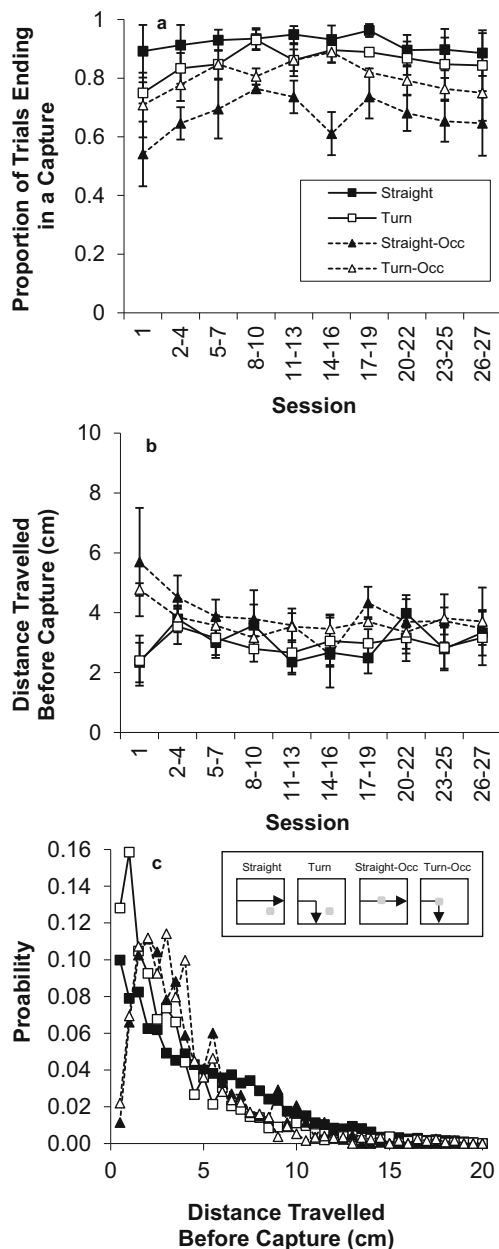 a
Proportion of Trials Ending
in a Capture
1
0.8
0.6
0.4
0.2
0
Straight
Turn
Straight-Occ
Turn-Occ
1
2-4
5-7
8-10
11-13
14-16
17-19
20-22
23-25
26-27
Session
b
Distance Travelled
Before Capture (cm)
10
8
6
4
2
0
1
2-4
5-7
8-10
11-13
14-16
17-19
20-22
23-25
26-27
Session
c
Proability
0.16
0.14
0.12
0.10
0.08
0.06
0.04
0.02
0.00
Straight Turn Straight-Occ Turn-Occ
0 5 10 15 20
Distance Travelled
Before Capture (cm)